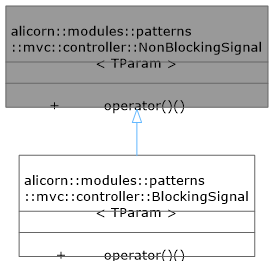 alicorn::modules::patterns
::mvc::controller::NonBlockingSignal
< TParam >
+ operator()()
alicorn::modules::patterns
::mvc::controller::BlockingSignal
< TParam >
+ operator()()